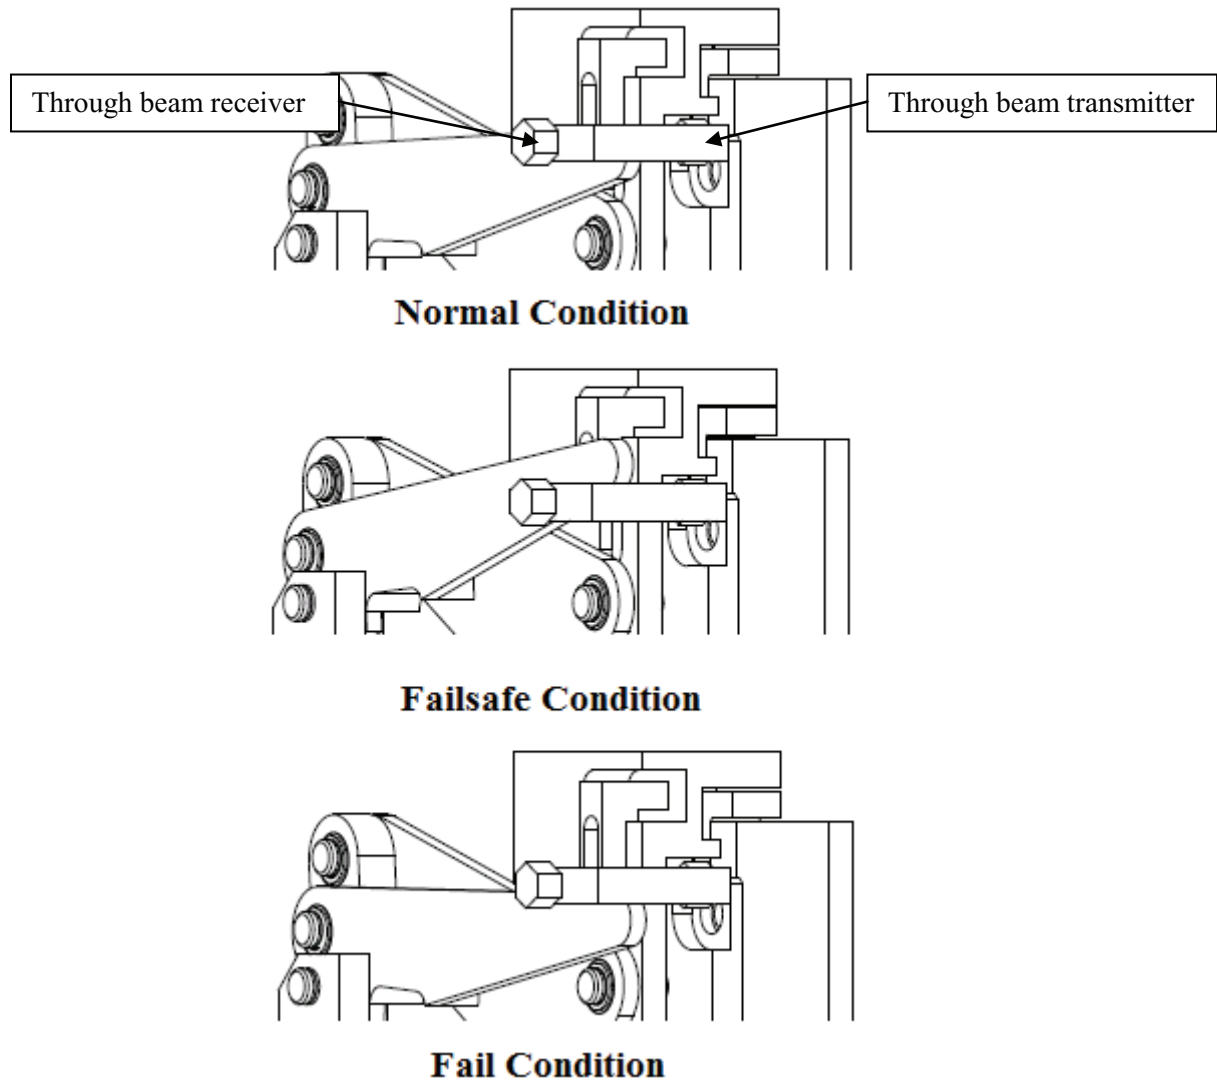 Through beam receiver
Through beam transmitter
Normal Condition
Failsafe Condition
Fail Condition